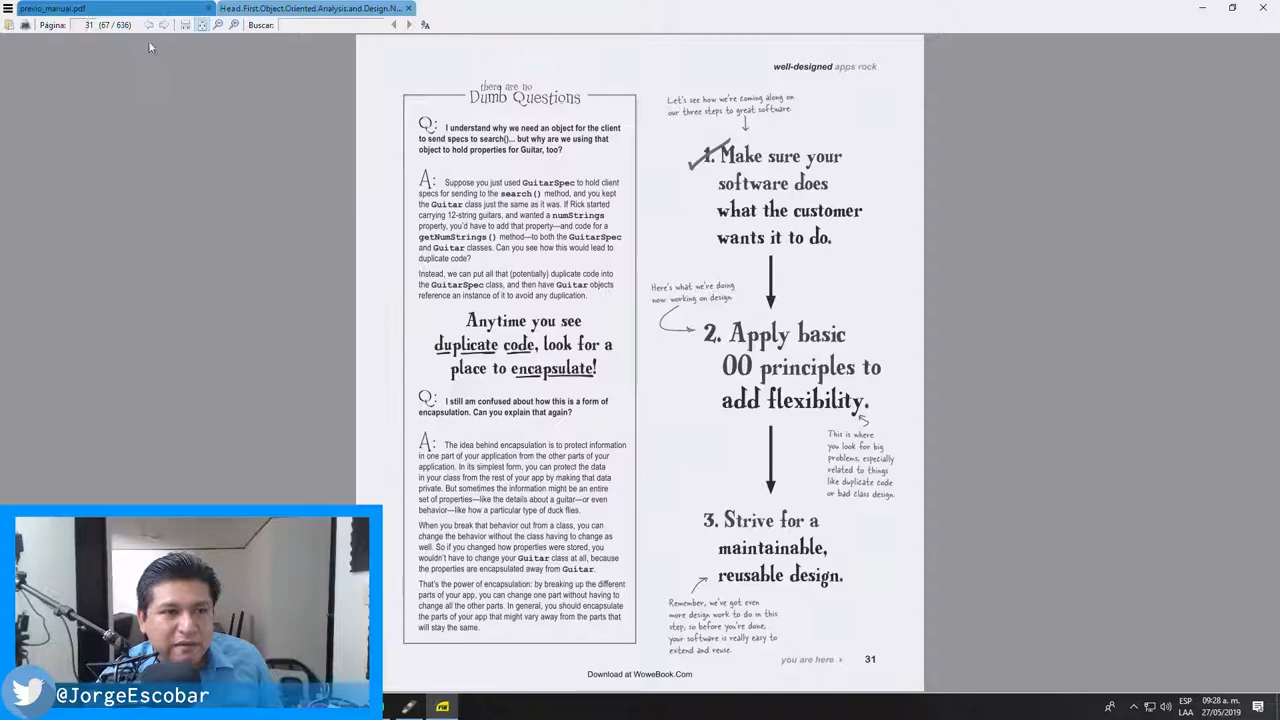 previo_manual.pdf
Head.First.Object.Oriented.Analysis.and.Design.N...
Página:
31 (67 / 636)
Buscar:
well-designed apps rock
there are no
Dumb Questions
Q: I understand why we need an object for the client
to send specs to search()... but why are we using that
object to hold properties for Guitar, too?
A: Suppose you just used GuitarSpec to hold client
specs for sending to the search() method, and you kept
the Guitar class just the same as it was. If Rick started
carrying 12-string guitars, and wanted a numStrings
property, you'd have to add that property—and code for a
getNumStrings() method—to both the GuitarSpec
and Guitar classes. Can you see how this would lead to
duplicate code?
Instead, we can put all that (potentially) duplicate code into
the GuitarSpec class, and then have Guitar objects
reference an instance of it to avoid any duplication.
Anytime you see
duplicate code, look for a
place to encapsulate!
Q: I still am confused about how this is a form of
encapsulation. Can you explain that again?
A: The idea behind encapsulation is to protect information
in one part of your application from the other parts of your
application. In its simplest form, you can protect the data
in your class from the rest of your app by making that data
private. But sometimes the information might be an entire
set of properties—like the details about a guitar—or even
behavior—like how a particular type of duck flies.
When you break that behavior out from a class, you can
change the behavior without the class having to change as
well. So if you changed how properties were stored, you
wouldn't have to change your Guitar class at all, because
the properties are encapsulated away from Guitar.
That's the power of encapsulation: by breaking up the different
parts of your app, you can change one part without having to
change all the other parts. In general, you should encapsulate
the parts of your app that might vary away from the parts that
will stay the same.
Let's see how we're coming along on
our three steps to great software.
1. Make sure your
software does
what the customer
wants it to do.
Here's what we're doing
now: working on design.
2. Apply basic
OO principles to
add flexibility.
This is where
you look for big
problems, especially
related to things
like duplicate code
or bad class design.
3. Strive for a
maintainable,
reusable design.
Remember, we've got even
more design work to do in this
step, so before you're done,
your software is really easy to
extend and reuse.
you are here ›
31
Download at WoweBook.Com
@JorgeEscobar
ESP
LAA
09:28 a. m.
27/05/2019